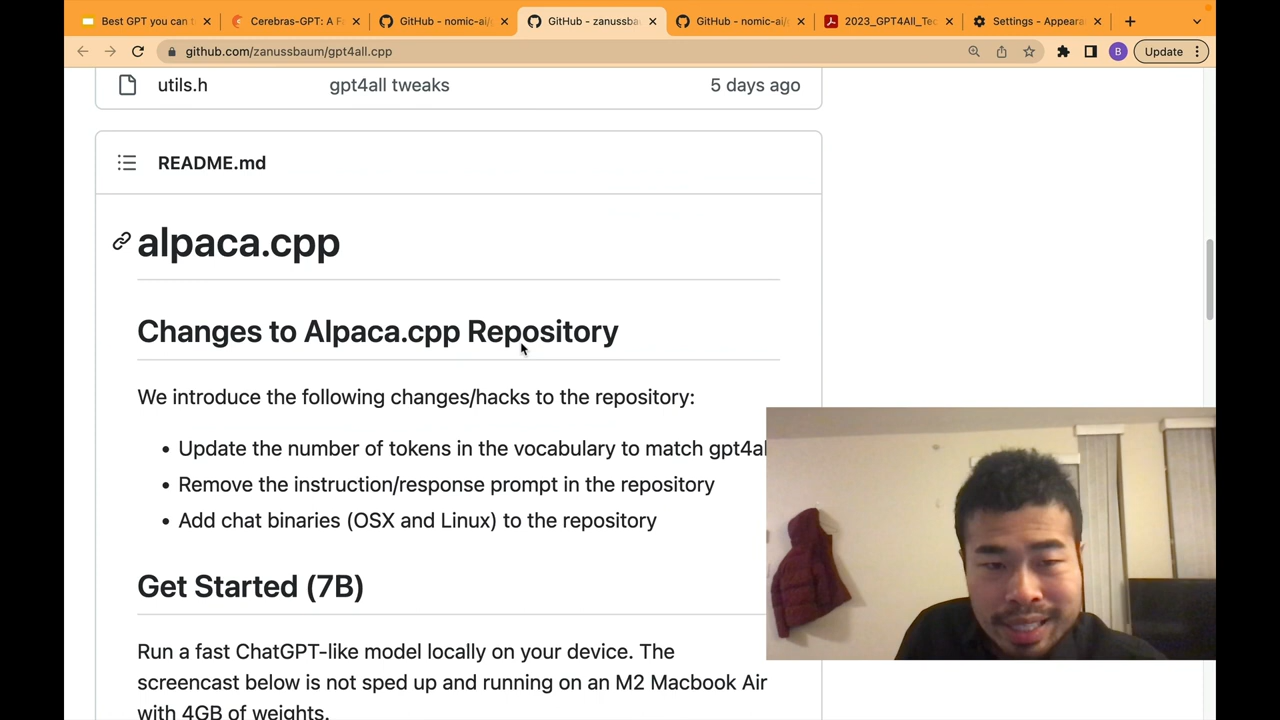 Best GPT you can t
Cerebras-GPT: A F
GitHub - nomic-ai/
GitHub - zanussbau
GitHub - nomic-ai/
2023_GPT4All_Tec
Settings - Appeara
github.com/zanussbaum/gpt4all.cpp
B
Update
utils.h gpt4all tweaks 5 days ago
README.md
alpaca.cpp
Changes to Alpaca.cpp Repository
We introduce the following changes/hacks to the repository:
• Update the number of tokens in the vocabulary to match gpt4al
• Remove the instruction/response prompt in the repository
• Add chat binaries (OSX and Linux) to the repository
Get Started (7B)
Run a fast ChatGPT-like model locally on your device. The
screencast below is not sped up and running on an M2 Macbook Air
with 4GB of weights.